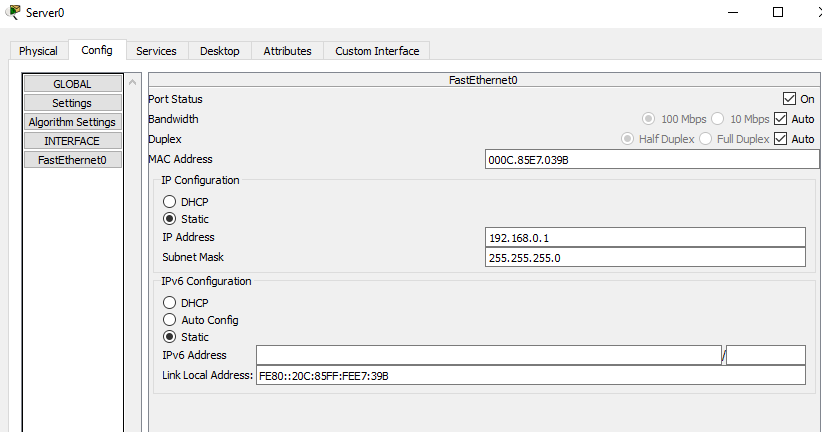 Server0
Physical Config Services Desktop Attributes Custom Interface
GLOBAL
Settings
Algorithm Settings
INTERFACE
FastEthernet0
FastEthernet0
Port Status On
Bandwidth 100 Mbps 10 Mbps Auto
Duplex Half Duplex Full Duplex Auto
MAC Address 000C.85E7.039B
IP Configuration
DHCP
Static
IP Address 192.168.0.1
Subnet Mask 255.255.255.0
IPv6 Configuration
DHCP
Auto Config
Static
IPv6 Address /
Link Local Address: FE80::20C:85FF:FEE7:39B